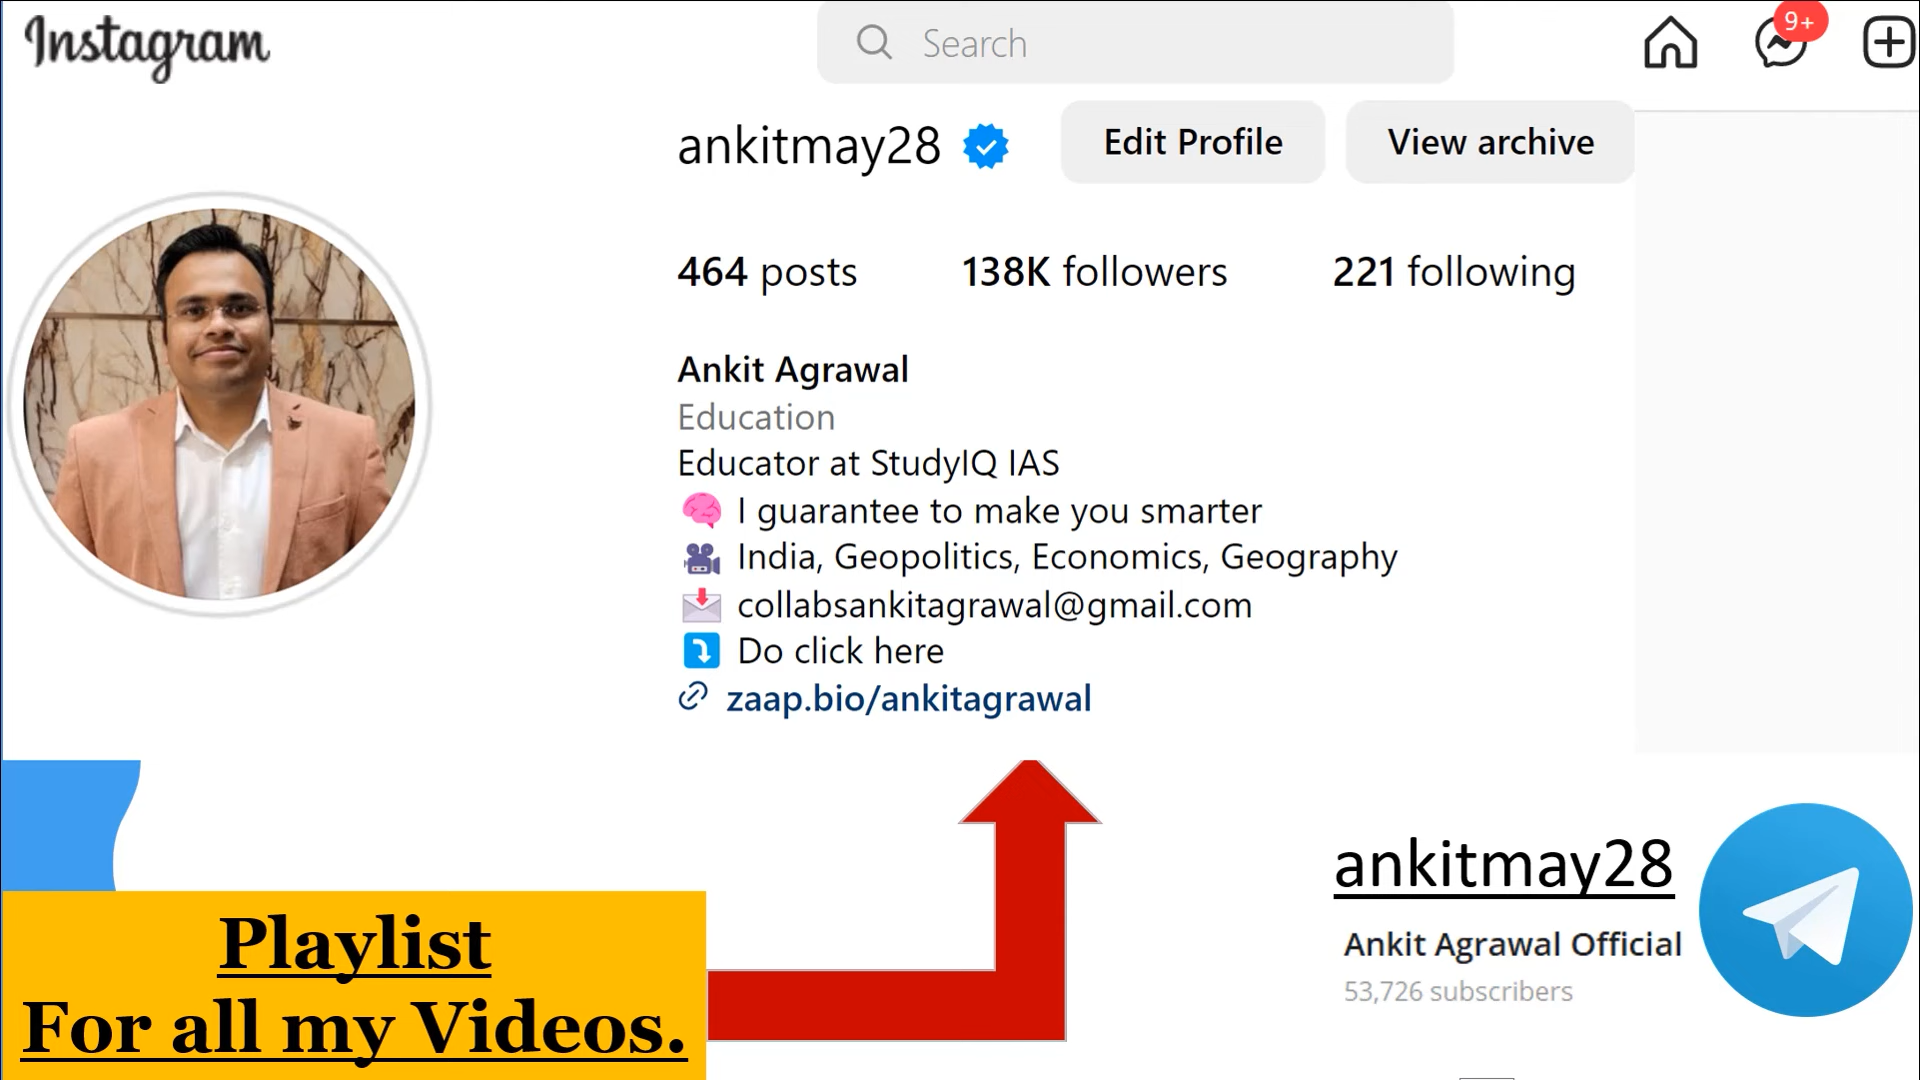 Instagram
Search
9+
ankitmay28
Edit Profile
View archive
464 posts
138K followers
221 following
Ankit Agrawal
Education
Educator at StudyIQ IAS
I guarantee to make you smarter
India, Geopolitics, Economics, Geography
collabsankitagrawal@gmail.com
Do click here
zaap.bio/ankitagrawal
Playlist
For all my Videos.
ankitmay28
Ankit Agrawal Official
53,726 subscribers